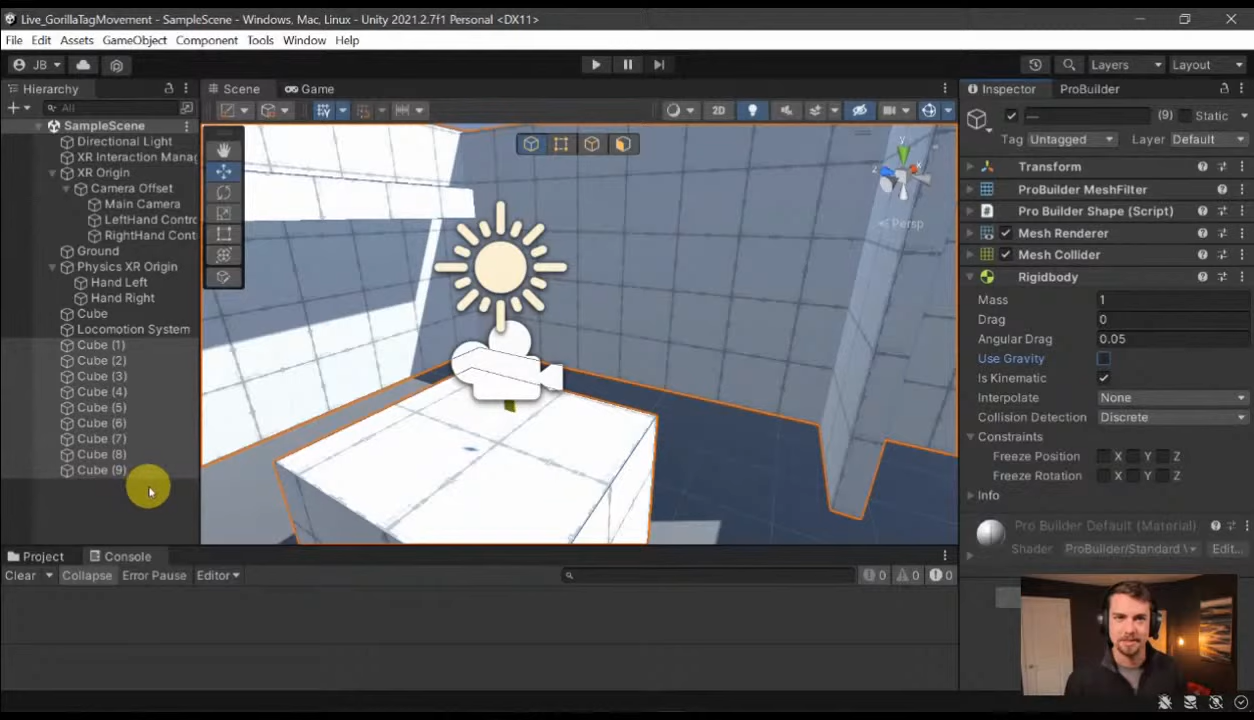 Live_GorillaTagMovement - SampleScene - Windows, Mac, Linux - Unity 2021.2.7f1 Personal <DX11>
File Edit Assets GameObject Component Tools Window Help
JB Layers Layout
Hierarchy
All
SampleScene
Directional Light
XR Interaction Manag
XR Origin
Camera Offset
Main Camera
LeftHand Contro
RightHand Cont
Ground
Physics XR Origin
Hand Left
Hand Right
Cube
Locomotion System
Cube (1)
Cube (2)
Cube (3)
Cube (4)
Cube (5)
Cube (6)
Cube (7)
Cube (8)
Cube (9)
Scene Game
2D
y
x
z
Persp
Inspector ProBuilder
— (9) Static
Tag Untagged Layer Default
Transform
ProBuilder MeshFilter
Pro Builder Shape (Script)
Mesh Renderer
Mesh Collider
Rigidbody
Mass 1
Drag 0
Angular Drag 0.05
Use Gravity
Is Kinematic
Interpolate None
Collision Detection Discrete
Constraints
Freeze Position X Y Z
Freeze Rotation X Y Z
Info
Pro Builder Default (Material)
Shader ProBuilder/Standard Edit...
Project Console
Clear Collapse Error Pause Editor
0 0 0